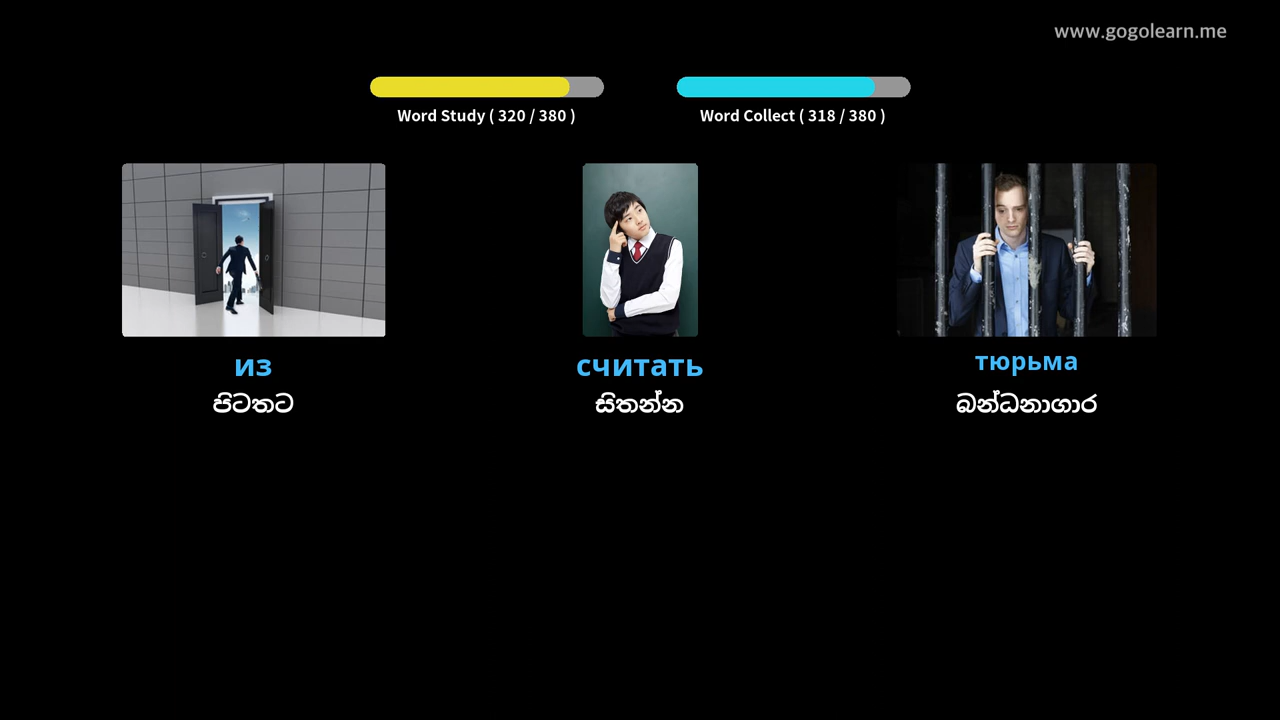 www.gogolearn.me
Word Study ( 320 / 380 )
Word Collect ( 318 / 380 )
из
считать
тюрьма
පිටතට
සිතන්න
බන්ධනාගාර